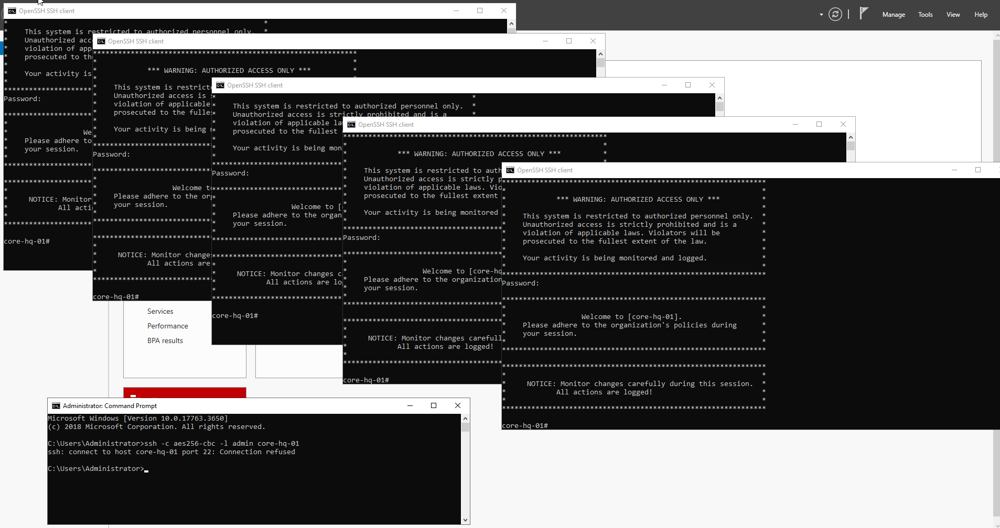 OpenSSH SSH client
Manage Tools View Help
* *
* This system is restricted to authorized personnel only. *
* Unauthorized acc
* violation of app
* prosecuted to th
*
* Your activity is
*
*********************
Password:
*********************
*
* We
* Please adhere to
* your session.
*
*********************
*********************
*
* NOTICE: Monitor
* All acti
*
*********************
core-hq-01#
OpenSSH SSH client
***************************************************************
* *
* *** WARNING: AUTHORIZED ACCESS ONLY *** *
* *
* This system is restricte
* Unauthorized access is s
* violation of applicable
* prosecuted to the fulles
*
* Your activity is being m
*
****************************
Password:
****************************
*
* Welcome to
* Please adhere to the org
* your session.
*
****************************
****************************
*
* NOTICE: Monitor changes
* All actions are
*
****************************
core-hq-01#
OpenSSH SSH client
* *
* This system is restricted to authorized personnel only. *
* Unauthorized access is strictly prohibited and is a *
* violation of applicable la
* prosecuted to the fullest
*
* Your activity is being mon
*
*******************************
Password:
*******************************
*
* Welcome to [
* Please adhere to the organ
* your session.
*
*******************************
*******************************
*
* NOTICE: Monitor changes c
* All actions are lo
*
*******************************
core-hq-01#
OpenSSH SSH client
***************************************************************
* *
* *** WARNING: AUTHORIZED ACCESS ONLY *** *
* *
* This system is restricted to auth
* Unauthorized access is strictly p
* violation of applicable laws. Vio
* prosecuted to the fullest extent
*
* Your activity is being monitored
*
**************************************
Password:
**************************************
*
* Welcome to [core-hq
* Please adhere to the organization
* your session.
*
**************************************
**************************************
*
* NOTICE: Monitor changes carefull
* All actions are logged!
*
**************************************
core-hq-01#
OpenSSH SSH client
***************************************************************
* *
* *** WARNING: AUTHORIZED ACCESS ONLY *** *
* *
* This system is restricted to authorized personnel only. *
* Unauthorized access is strictly prohibited and is a *
* violation of applicable laws. Violators will be *
* prosecuted to the fullest extent of the law. *
* *
* Your activity is being monitored and logged. *
* *
***************************************************************
Password:
***************************************************************
* *
* Welcome to [core-hq-01]. *
* Please adhere to the organization's policies during *
* your session. *
* *
***************************************************************
***************************************************************
* *
* NOTICE: Monitor changes carefully during this session. *
* All actions are logged! *
* *
***************************************************************
core-hq-01#
Services
Performance
BPA results
Administrator: Command Prompt
Microsoft Windows [Version 10.0.17763.3650]
(c) 2018 Microsoft Corporation. All rights reserved.
C:\Users\Administrator>ssh -c aes256-cbc -l admin core-hq-01
ssh: connect to host core-hq-01 port 22: Connection refused
C:\Users\Administrator>